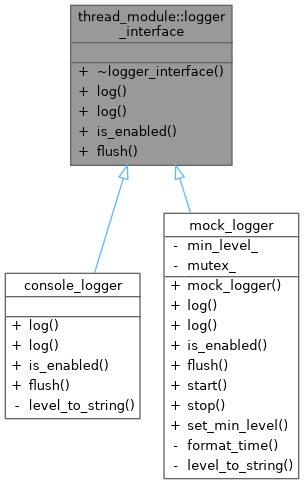 thread_module::logger
_interface
+ ~logger_interface()
+ log()
+ log()
+ is_enabled()
+ flush()
console_logger
+ log()
+ log()
+ is_enabled()
+ flush()
- level_to_string()
mock_logger
- min_level_
- mutex_
+ mock_logger()
+ log()
+ log()
+ is_enabled()
+ flush()
+ start()
+ stop()
+ set_min_level()
- format_time()
- level_to_string()